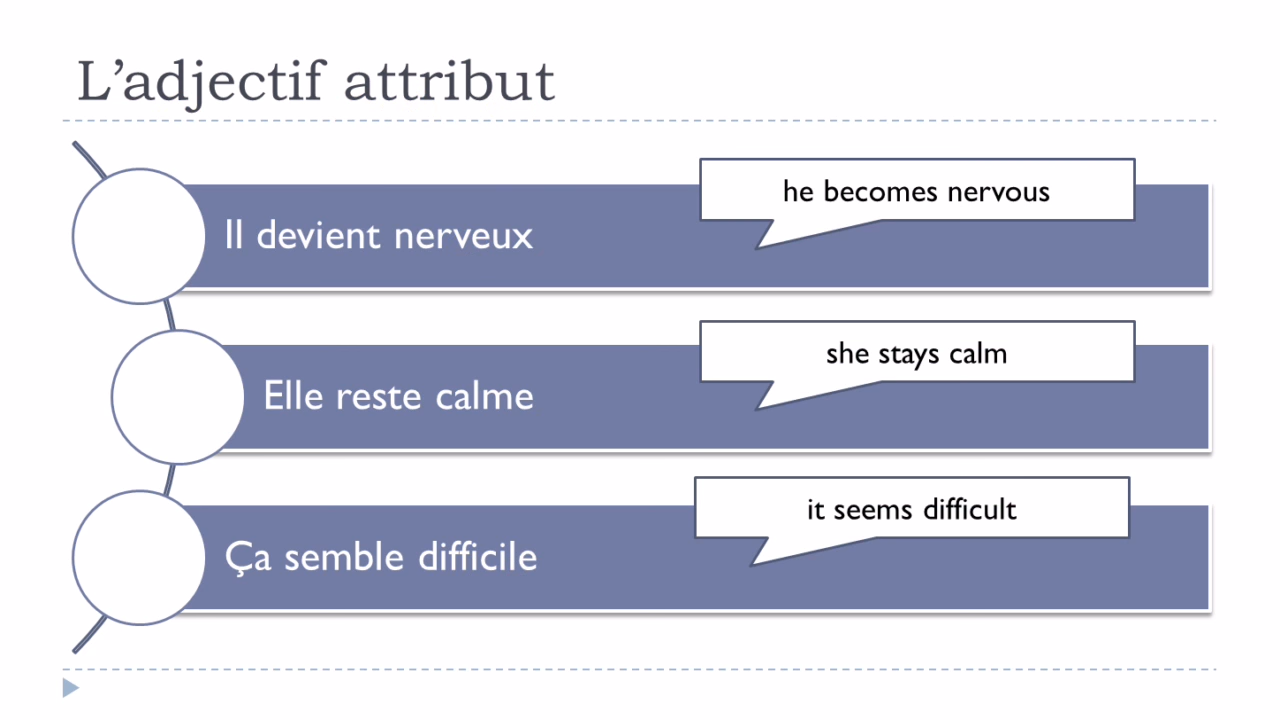 L’adjectif attribut
he becomes nervous
Il devient nerveux
she stays calm
Elle reste calme
it seems difficult
Ça semble difficile